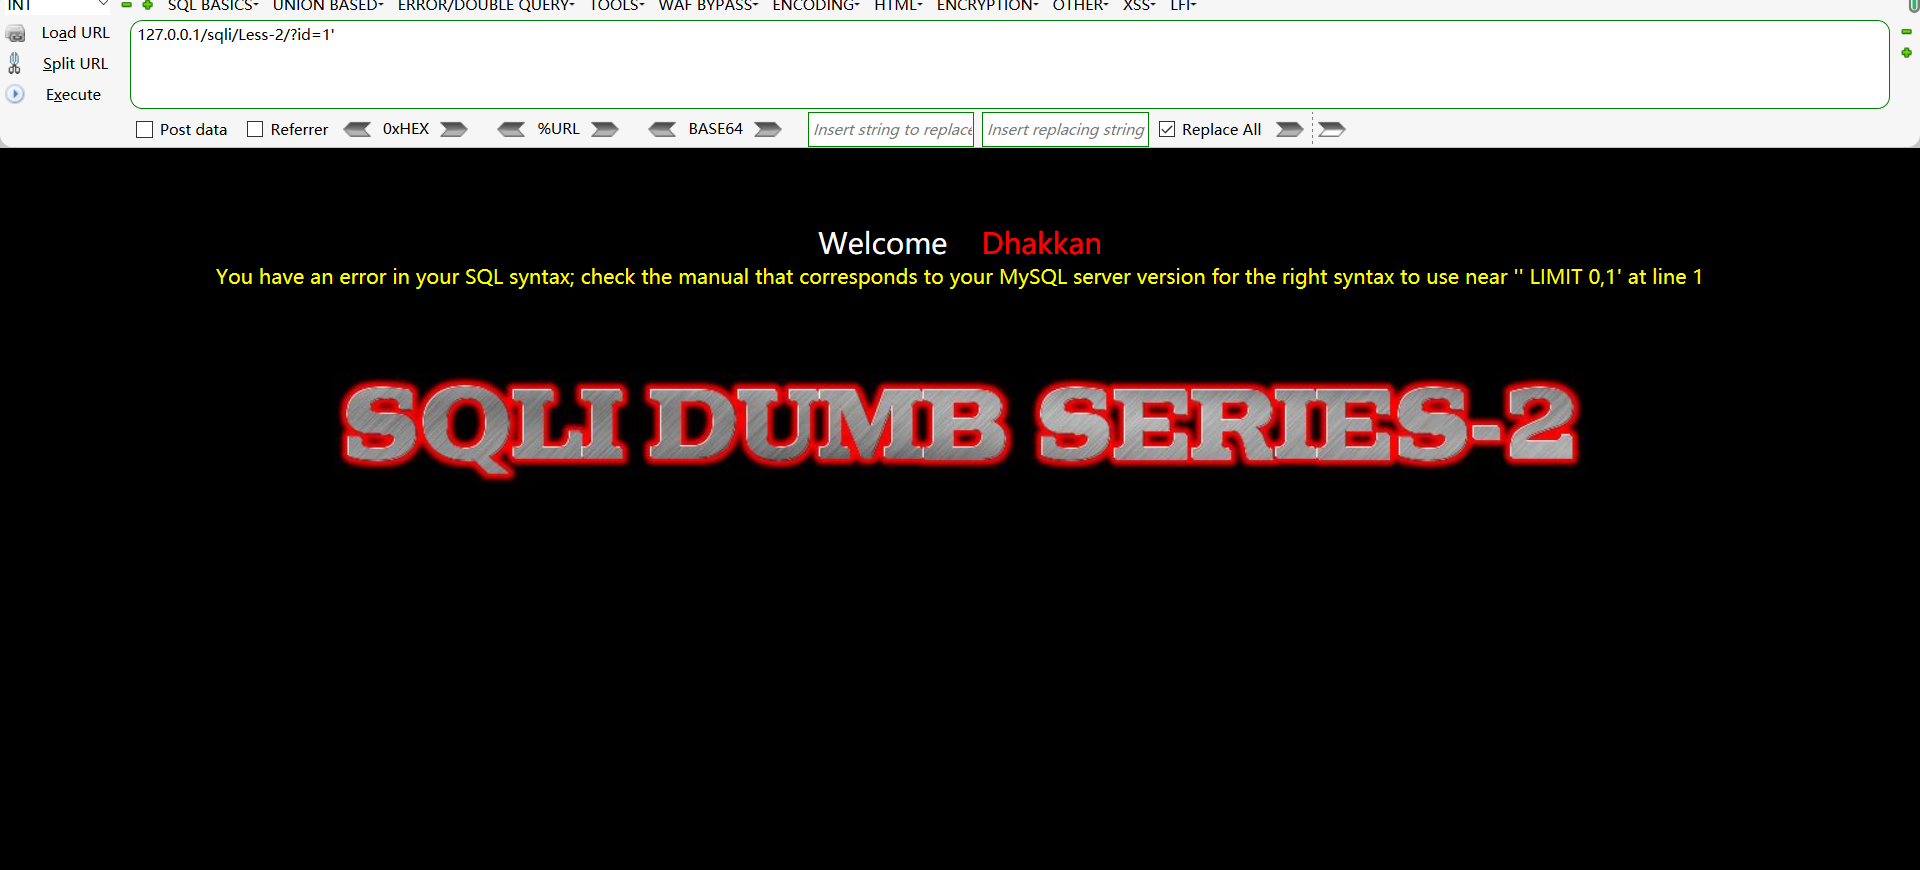 INT SQL BASICS UNION BASED ERROR/DOUBLE QUERY TOOLS WAF BYPASS ENCODING HTML ENCRYPTION OTHER XSS LFI
Load URL 127.0.0.1/sqli/Less-2/?id=1'
Split URL
Execute
Post data Referrer 0xHEX %URL BASE64 Insert string to replace Insert replacing string Replace All
Welcome Dhakkan
You have an error in your SQL syntax; check the manual that corresponds to your MySQL server version for the right syntax to use near '' LIMIT 0,1' at line 1
SQLI DUMB SERIES-2